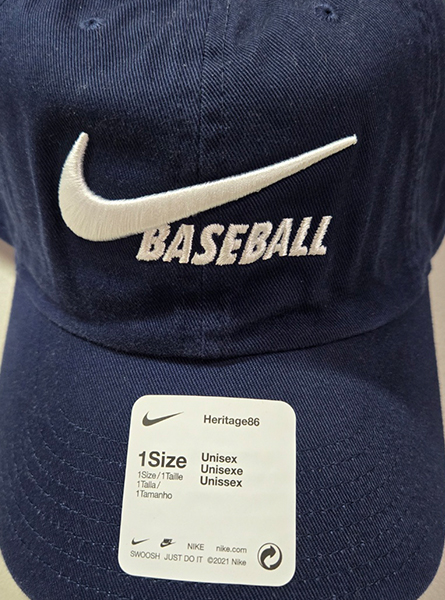 BASEBALL
Heritage86
1Size
1Size/1Taille
1Talla/
1Tamanho
Unisex
Unisexe
Unissex
NIKE nike.com
SWOOSH JUST DO IT ©2021 Nike